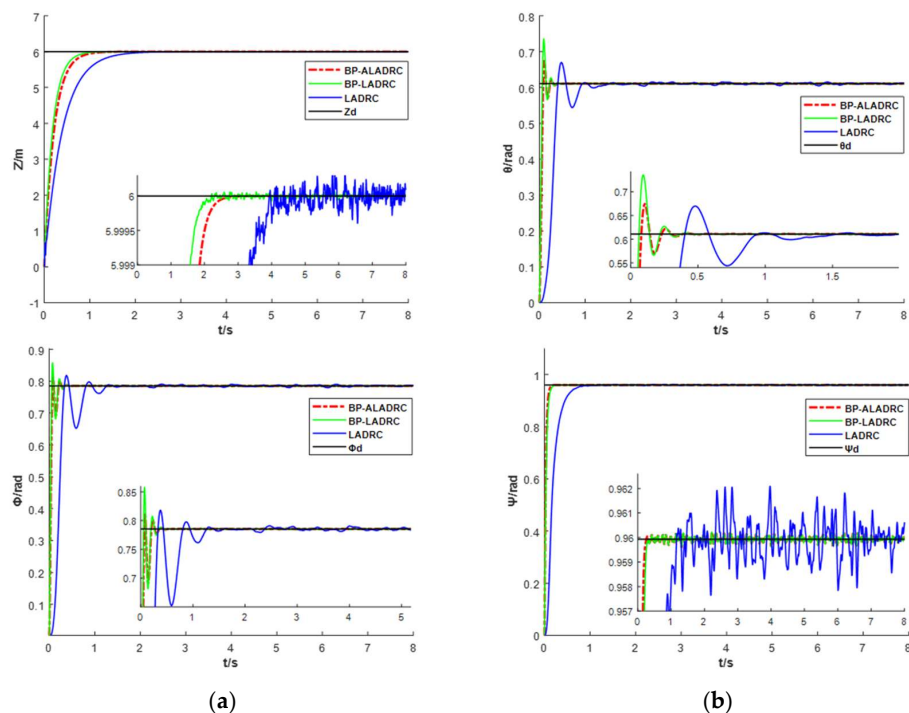 7
6
5
4
3
2
1
0
-1
Z/m
BP-ALADRC
BP-LADRC
LADRC
Zd
6
5.9995
5.999
0 1 2 3 4 5 6 7 8
0 1 2 3 4 5 6 7 8
t/s
0.8
0.7
0.6
0.5
0.4
0.3
0.2
0.1
0
θ/rad
BP-ALADRC
BP-LADRC
LADRC
θd
0.7
0.65
0.6
0.55
0 0.5 1 1.5
0 1 2 3 4 5 6 7 8
t/s
0.9
0.8
0.7
0.6
0.5
0.4
0.3
0.2
0.1
Φ/rad
BP-ALADRC
BP-LADRC
LADRC
Φd
0.85
0.8
0.75
0.7
0 1 2 3 4 5
0 1 2 3 4 5 6 7 8
t/s
1
0.8
0.6
0.4
0.2
0
Ψ/rad
BP-ALADRC
BP-LADRC
LADRC
Ψd
0.962
0.961
0.96
0.959
0.958
0.957
0 1 2 3 4 5 6 7 8
0 1 2 3 4 5 6 7 8
t/s
(a) (b)